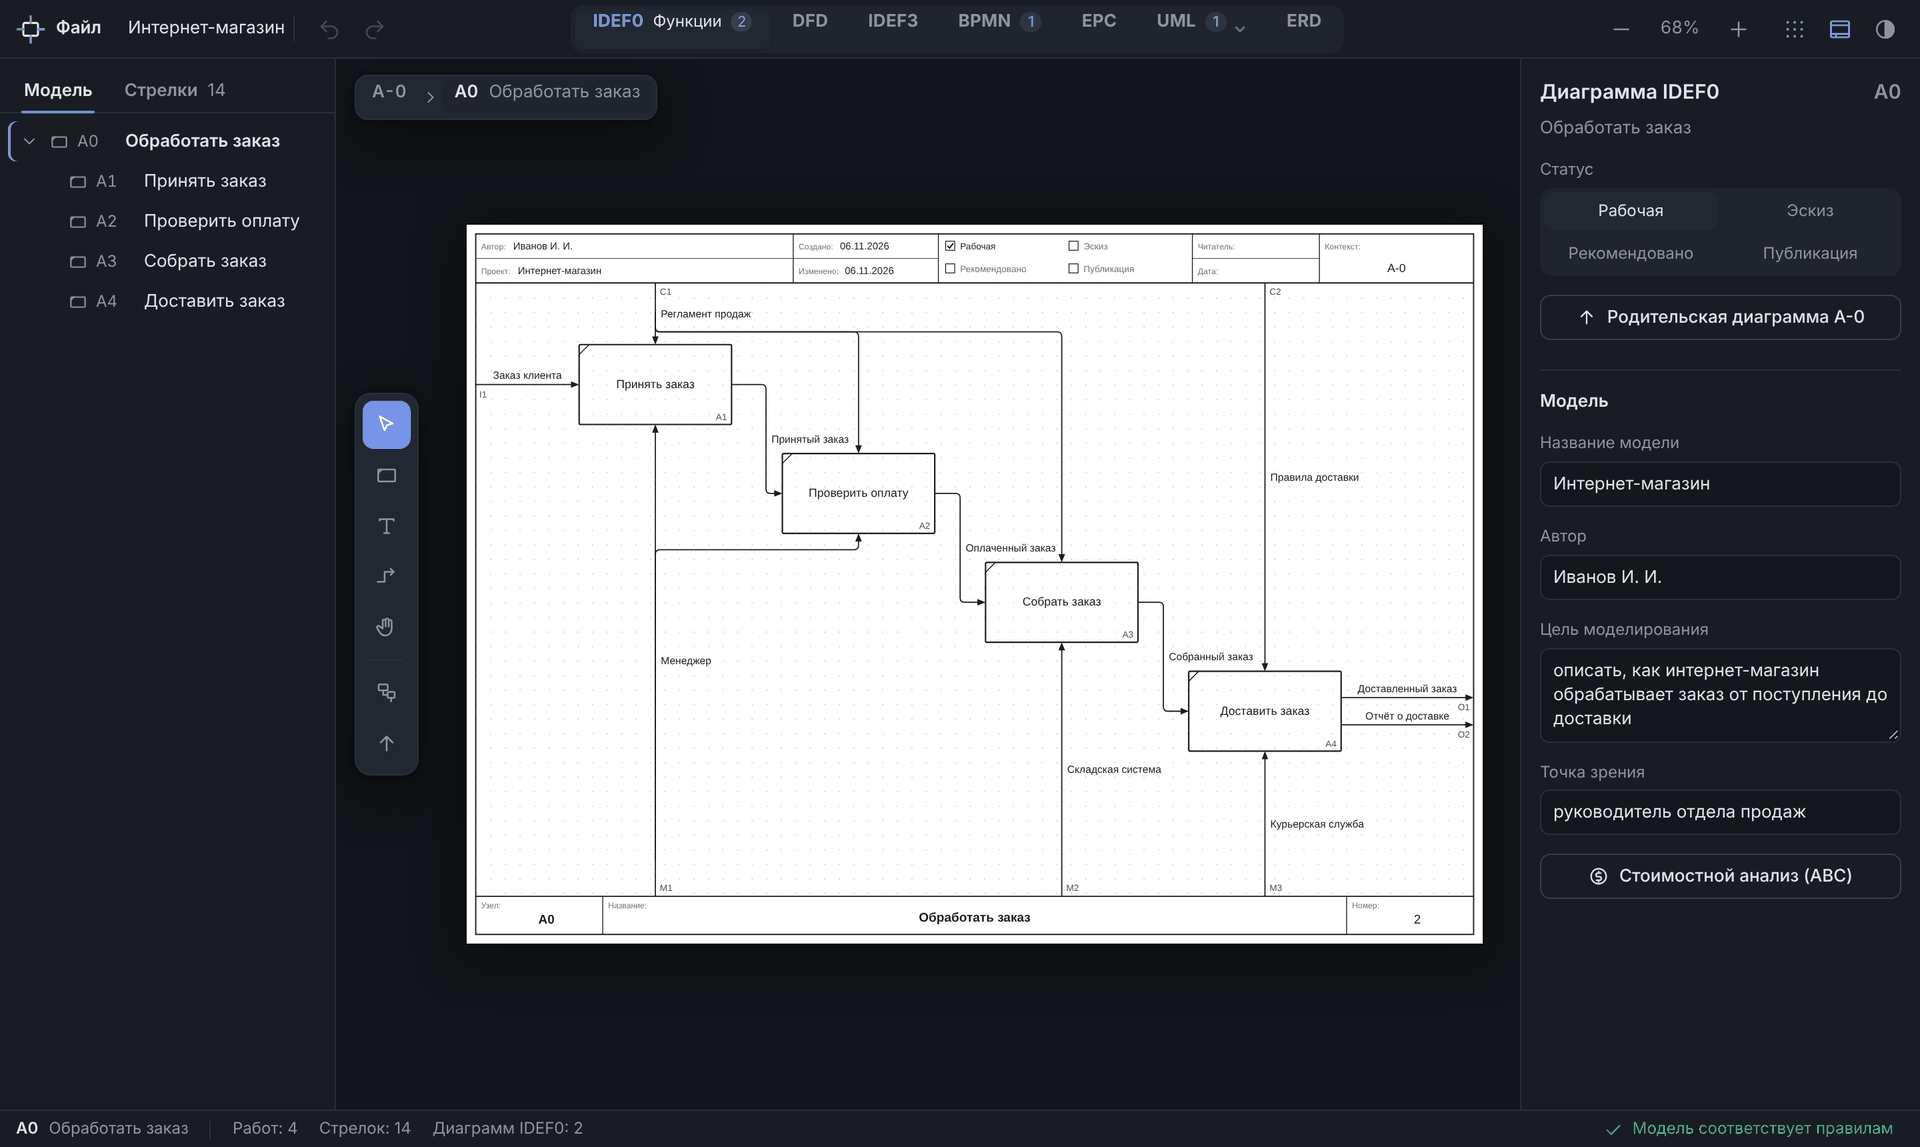 Файл
Интернет-магазин
IDEF0 Функции 2
DFD
IDEF3
BPMN 1
EPC
UML 1
ERD
68%
Модель
Стрелки 14
A0 Обработать заказ
A1 Принять заказ
A2 Проверить оплату
A3 Собрать заказ
A4 Доставить заказ
A-0 › A0 Обработать заказ
Автор: Иванов И. И.
Создано: 06.11.2026
Рабочая
Эскиз
Читатель:
Контекст:
A-0
Проект: Интернет-магазин
Изменено: 06.11.2026
Рекомендовано
Публикация
Дата:
C1
C2
Регламент продаж
Заказ клиента
I1
Принять заказ
A1
Принятый заказ
Проверить оплату
A2
Правила доставки
Оплаченный заказ
Собрать заказ
A3
Менеджер
Собранный заказ
Доставить заказ
A4
Доставленный заказ
O1
Отчёт о доставке
O2
Складская система
Курьерская служба
M1
M2
M3
Узел:
A0
Название:
Обработать заказ
Номер:
2
Диаграмма IDEF0
A0
Обработать заказ
Статус
Рабочая
Эскиз
Рекомендовано
Публикация
Родительская диаграмма A-0
Модель
Название модели
Интернет-магазин
Автор
Иванов И. И.
Цель моделирования
описать, как интернет-магазин
обрабатывает заказ от поступления до
доставки
Точка зрения
руководитель отдела продаж
Стоимостной анализ (ABC)
A0 Обработать заказ
Работ: 4
Стрелок: 14
Диаграмм IDEF0: 2
Модель соответствует правилам